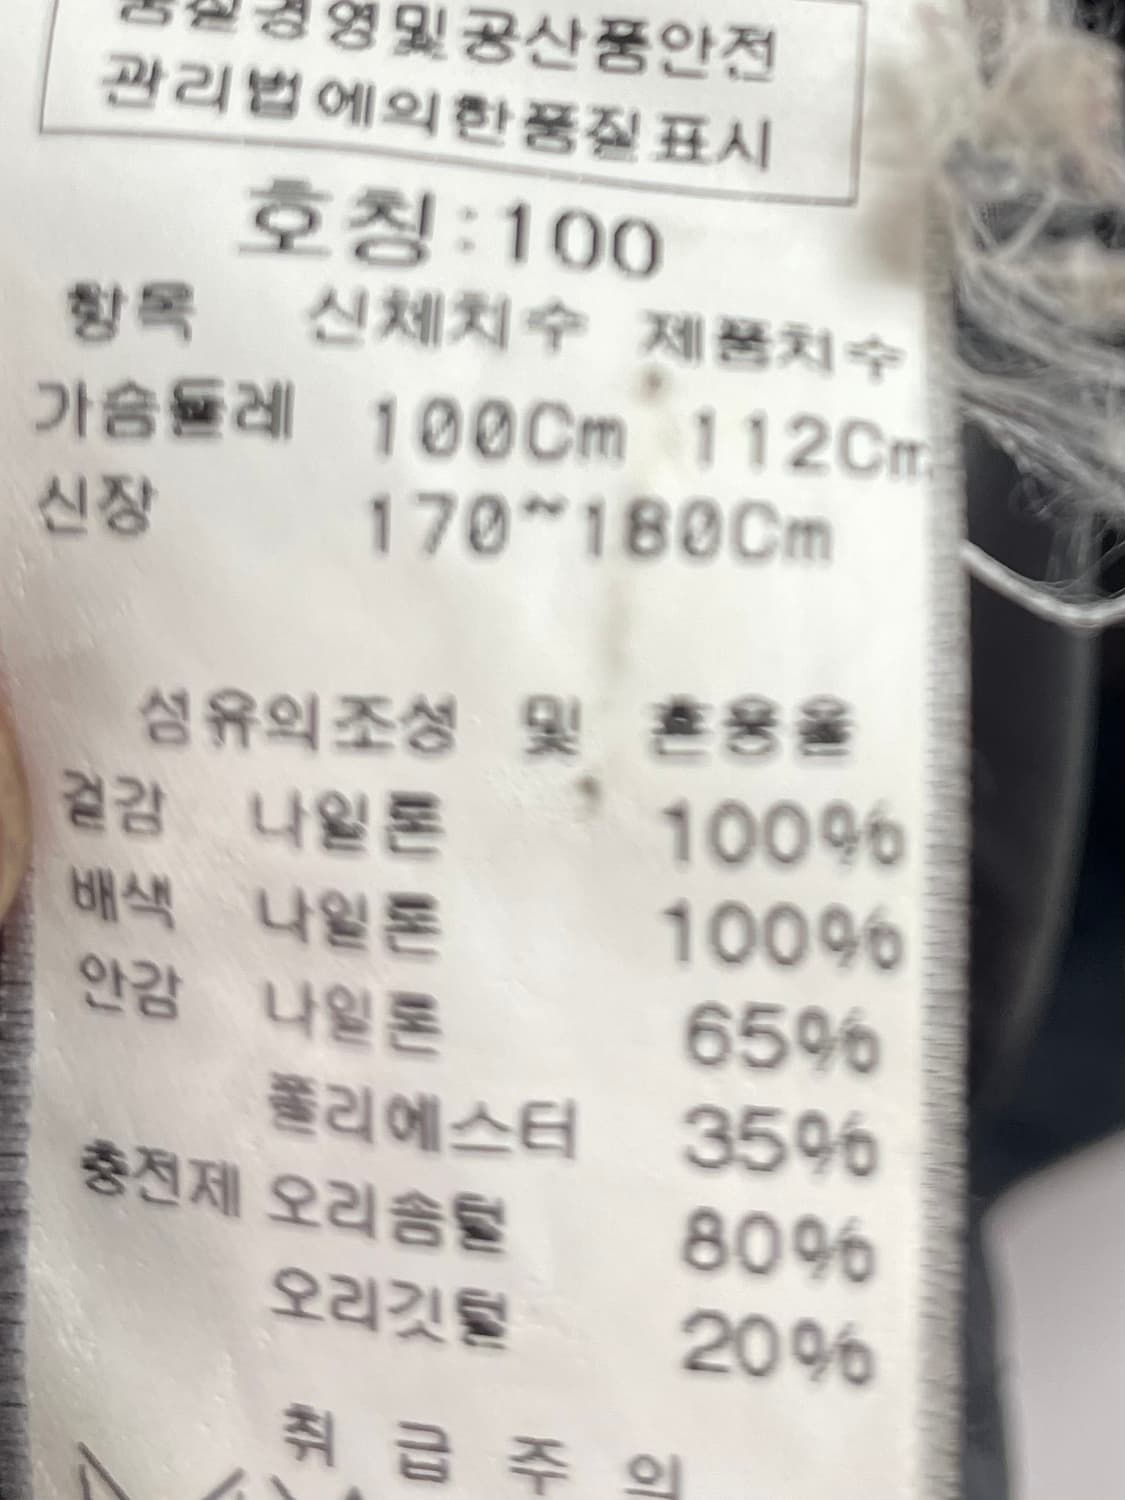 품질경영및공산품안전
관리법에의한품질표시
호칭:100
항목 신체치수 제품치수
가슴둘레 100Cm 112Cm
신장 170~180Cm
섬유의조성 및 혼용율
겉감 나일론 100%
배색 나일론 100%
안감 나일론 65%
폴리에스터 35%
충전제 오리솜털 80%
오리깃털 20%
취급주의